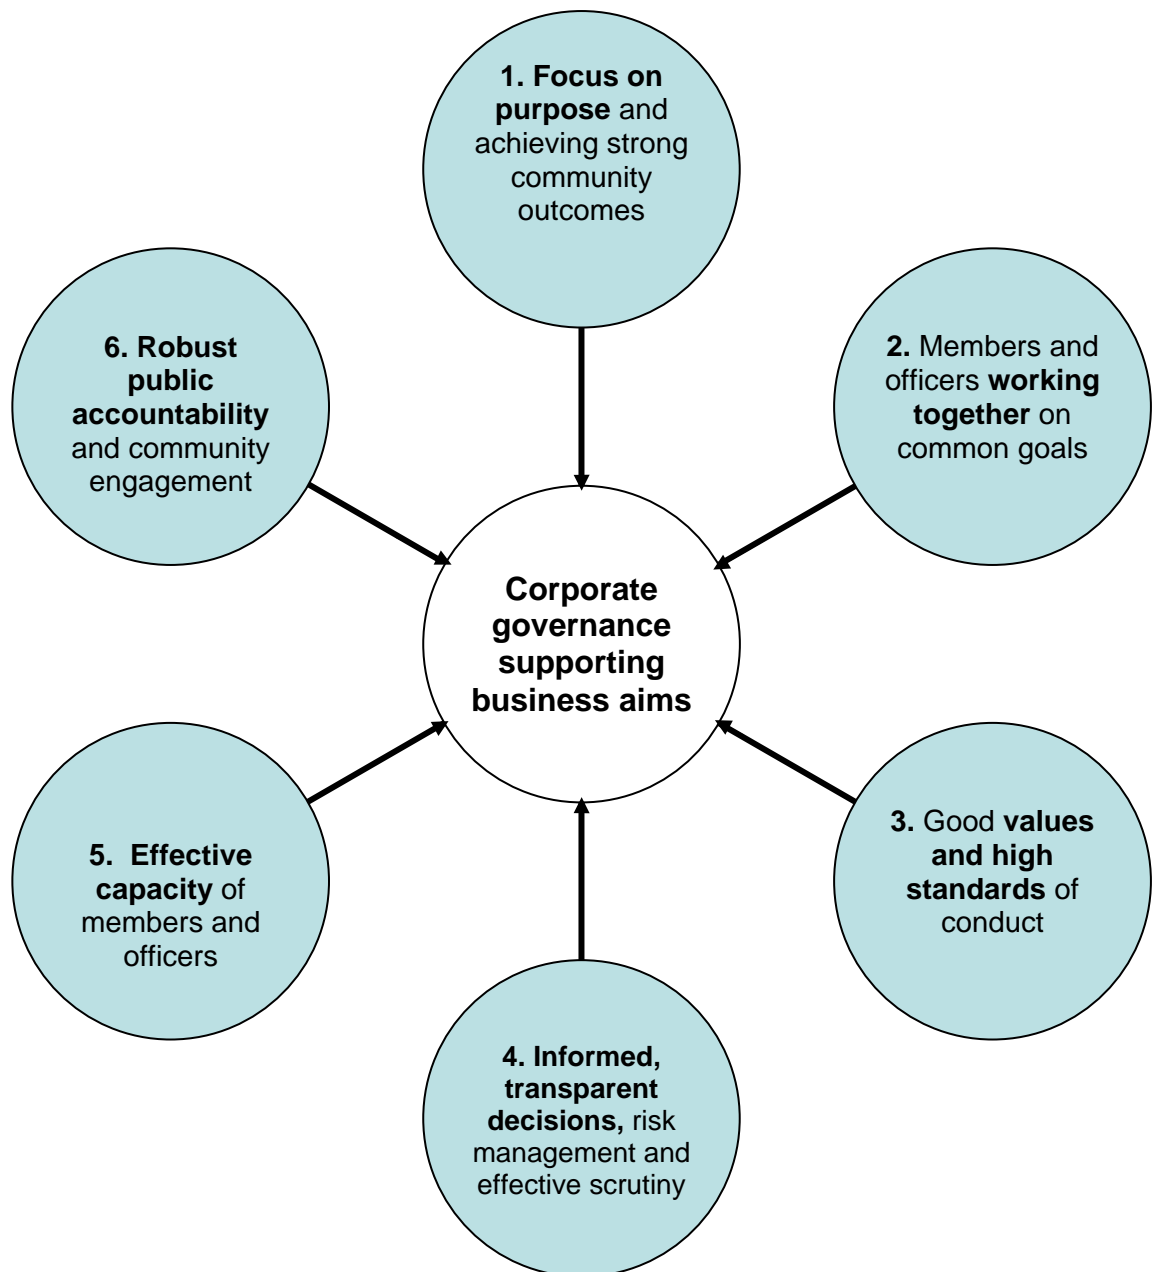 1. Focus on
purpose and
achieving strong
community
outcomes
2. Members and
officers working
together on
common goals
3. Good values
and high
standards of
conduct
4. Informed,
transparent
decisions, risk
management and
effective scrutiny
5.  Effective
capacity of
members and
officers
6. Robust
public
accountability
and community
engagement
Corporate
governance
supporting
business aims